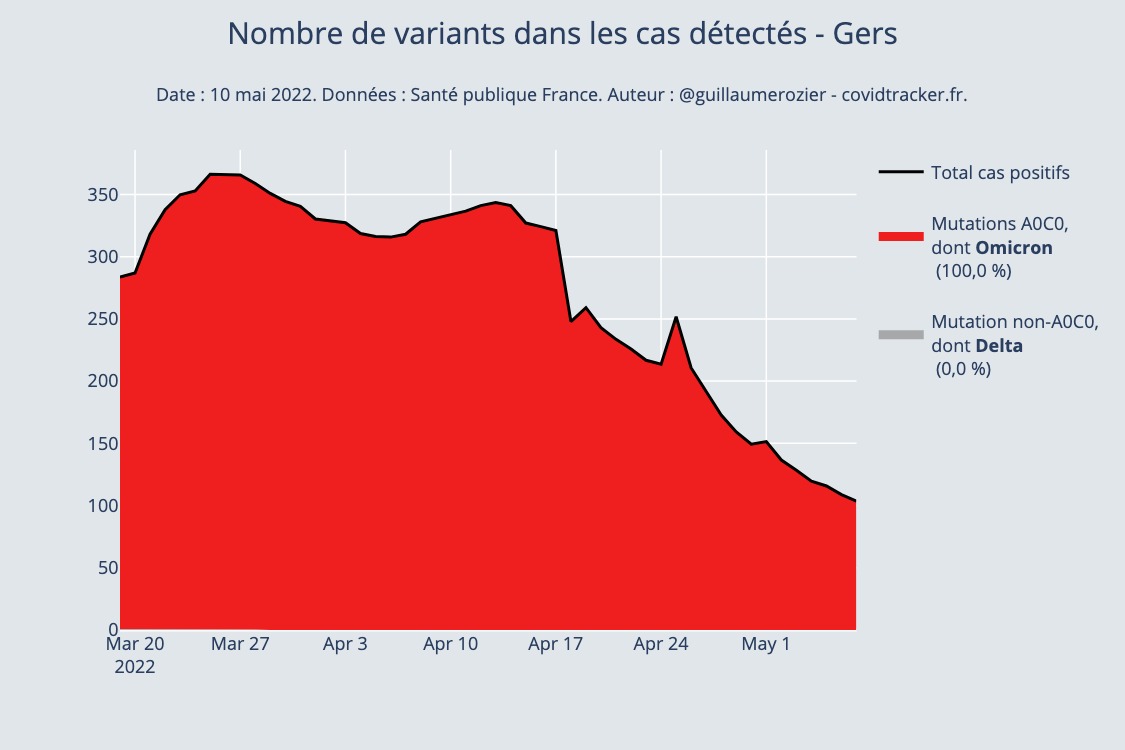 Nombre de variants dans les cas détectés - Gers
Date : 10 mai 2022. Données : Santé publique France. Auteur : @guillaumerozier - covidtracker.fr.
Total cas positifs
Mutations A0C0,
dont Omicron
(100,0 %)
Mutation non-A0C0,
dont Delta
(0,0 %)
350
300
250
200
150
100
50
0
Mar 20
2022
Mar 27
Apr 3
Apr 10
Apr 17
Apr 24
May 1